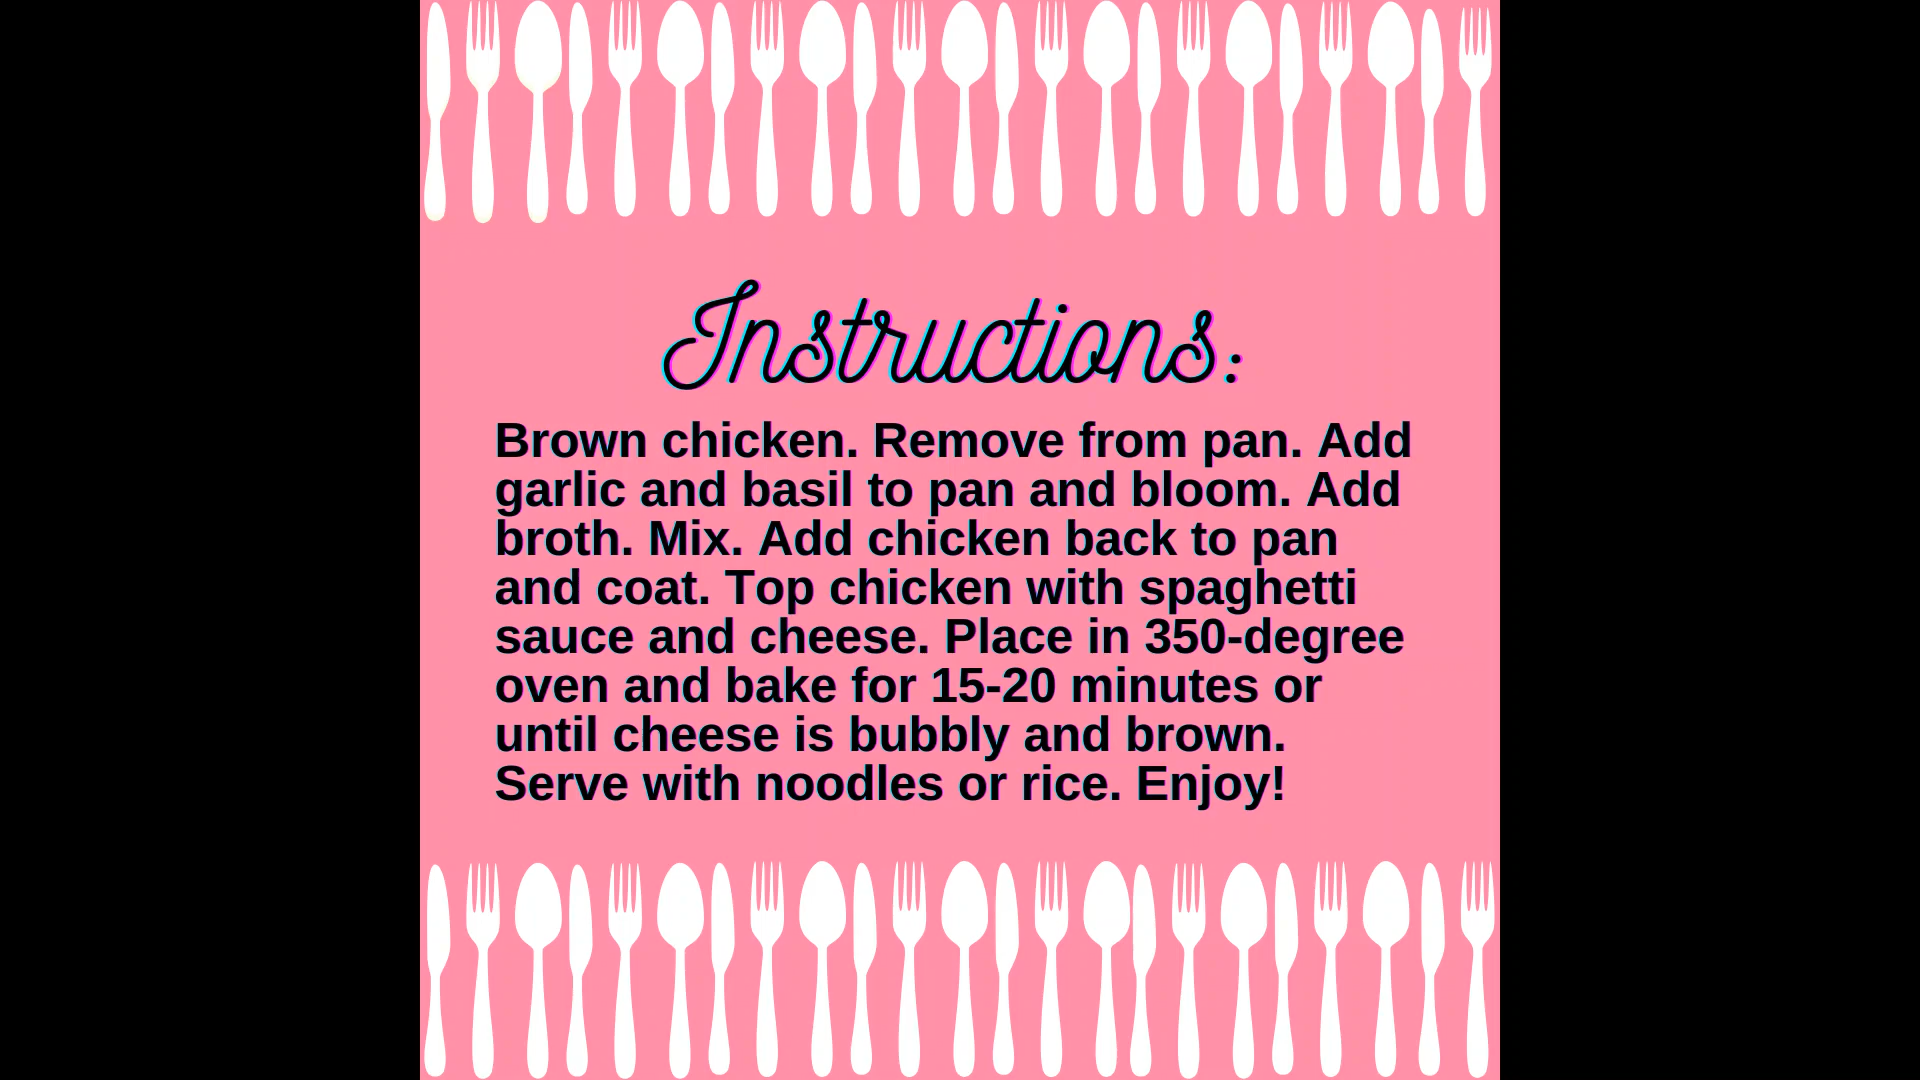 Instructions:
Brown chicken. Remove from pan. Add
garlic and basil to pan and bloom. Add
broth. Mix. Add chicken back to pan
and coat. Top chicken with spaghetti
sauce and cheese. Place in 350-degree
oven and bake for 15-20 minutes or
until cheese is bubbly and brown.
Serve with noodles or rice. Enjoy!